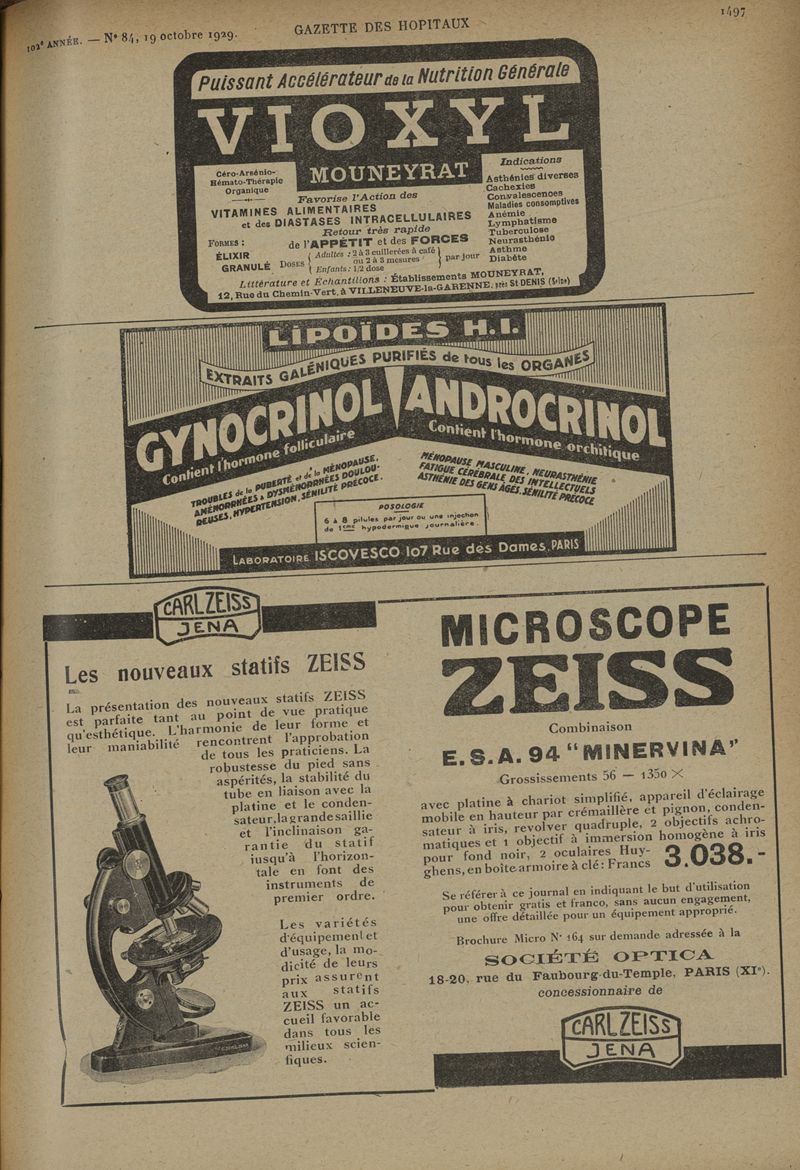 102e ANNÉE. — N° 84, 19 octobre 1929.
GAZETTE DES HOPITAUX
1497
Puissant Accélérateur de la Nutrition Générale
VIOXYL
MOUNEYRAT
Céro-Arsénio-
Hémato-Thérapie
Organique
Favorise l'Action des
VITAMINES ALIMENTAIRES
et des DIASTASES INTRACELLULAIRES
Retour très rapide
de l'APPÉTIT et des FORCES
FORMES :
ÉLIXIR
GRANULÉ
DOSES
Adultes : 2 à 3 cuillerées à café
ou 2 à 3 mesures
Enfants : 1/2 dose
par jour
Indications
Asthénies diverses
Cachexies
Convalescences
Maladies consomptives
Anémie
Lymphatisme
Tuberculose
Neurasthénie
Asthme
Diabète
Littérature et Échantillons : Établissements MOUNEYRAT,
12, Rue du Chemin-Vert, à VILLENEUVE-la-GARENNE, près St DENIS (Seine)
LIPOÏDES H.I.
EXTRAITS GALÉNIQUES PURIFIÉS de tous les ORGANES
GYNOCRINOL
Contient l'hormone folliculaire
TROUBLES de la PUBERTÉ et de la MÉNOPAUSE,
AMÉNORRHÉES & DYSMÉNORRHÉES DOULOU-
REUSES, HYPERTENSION, SÉNILITÉ PRÉCOCE.
ANDROCRINOL
Contient l'hormone orchitique
MÉNOPAUSE MASCULINE, NEURASTHÉNIE
FATIGUE CÉRÉBRALE DES INTELLECTUELS
ASTHÉNIE DES GENS ÂGES, SÉNILITÉ PRÉCOCE
POSOLOGIE
6 à 8 pilules par jour ou une injection
de 1cmc hypodermique journalière
LABORATOIRE ISCOVESCO 107 Rue des Dames, PARIS
CARL ZEISS
JENA
Les nouveaux statifs ZEISS
La présentation des nouveaux statifs ZEISS
est parfaite tant au point de vue pratique
qu'esthétique. L'harmonie de leur forme et
leur maniabilité rencontrent l'approbation
de tous les praticiens. La
robustesse du pied sans
aspérités, la stabilité du
tube en liaison avec la
platine et le conden-
sateur, la grande saillie
et l'inclinaison ga-
rantie du statif
jusqu'à l'horizon-
tale en font des
instruments de
premier ordre.
Les variétés
d'équipement et
d'usage, la mo-
dicité de leurs
prix assurent
aux statifs
ZEISS un ac-
cueil favorable
dans tous les
milieux scien-
tifiques.
MICROSCOPE
ZEISS
Combinaison
E.S.A. 94 "MINERVINA"
Grossissements 56 — 1350 ×
avec platine à chariot simplifié, appareil d'éclairage
mobile en hauteur par crémaillère et pignon, conden-
sateur à iris, revolver quadruple, 2 objectifs achro-
matiques et 1 objectif à immersion homogène à iris
pour fond noir, 2 oculaires Huy-
ghens, en boîte armoire à clé : Francs 3.038.-
Se référer à ce journal en indiquant le but d'utilisation
pour obtenir gratis et franco, sans aucun engagement,
une offre détaillée pour un équipement approprié.
Brochure Micro N° 164 sur demande adressée à la
SOCIÉTÉ OPTICA
18-20, rue du Faubourg-du-Temple, PARIS (XIe).
concessionnaire de
CARL ZEISS
JENA